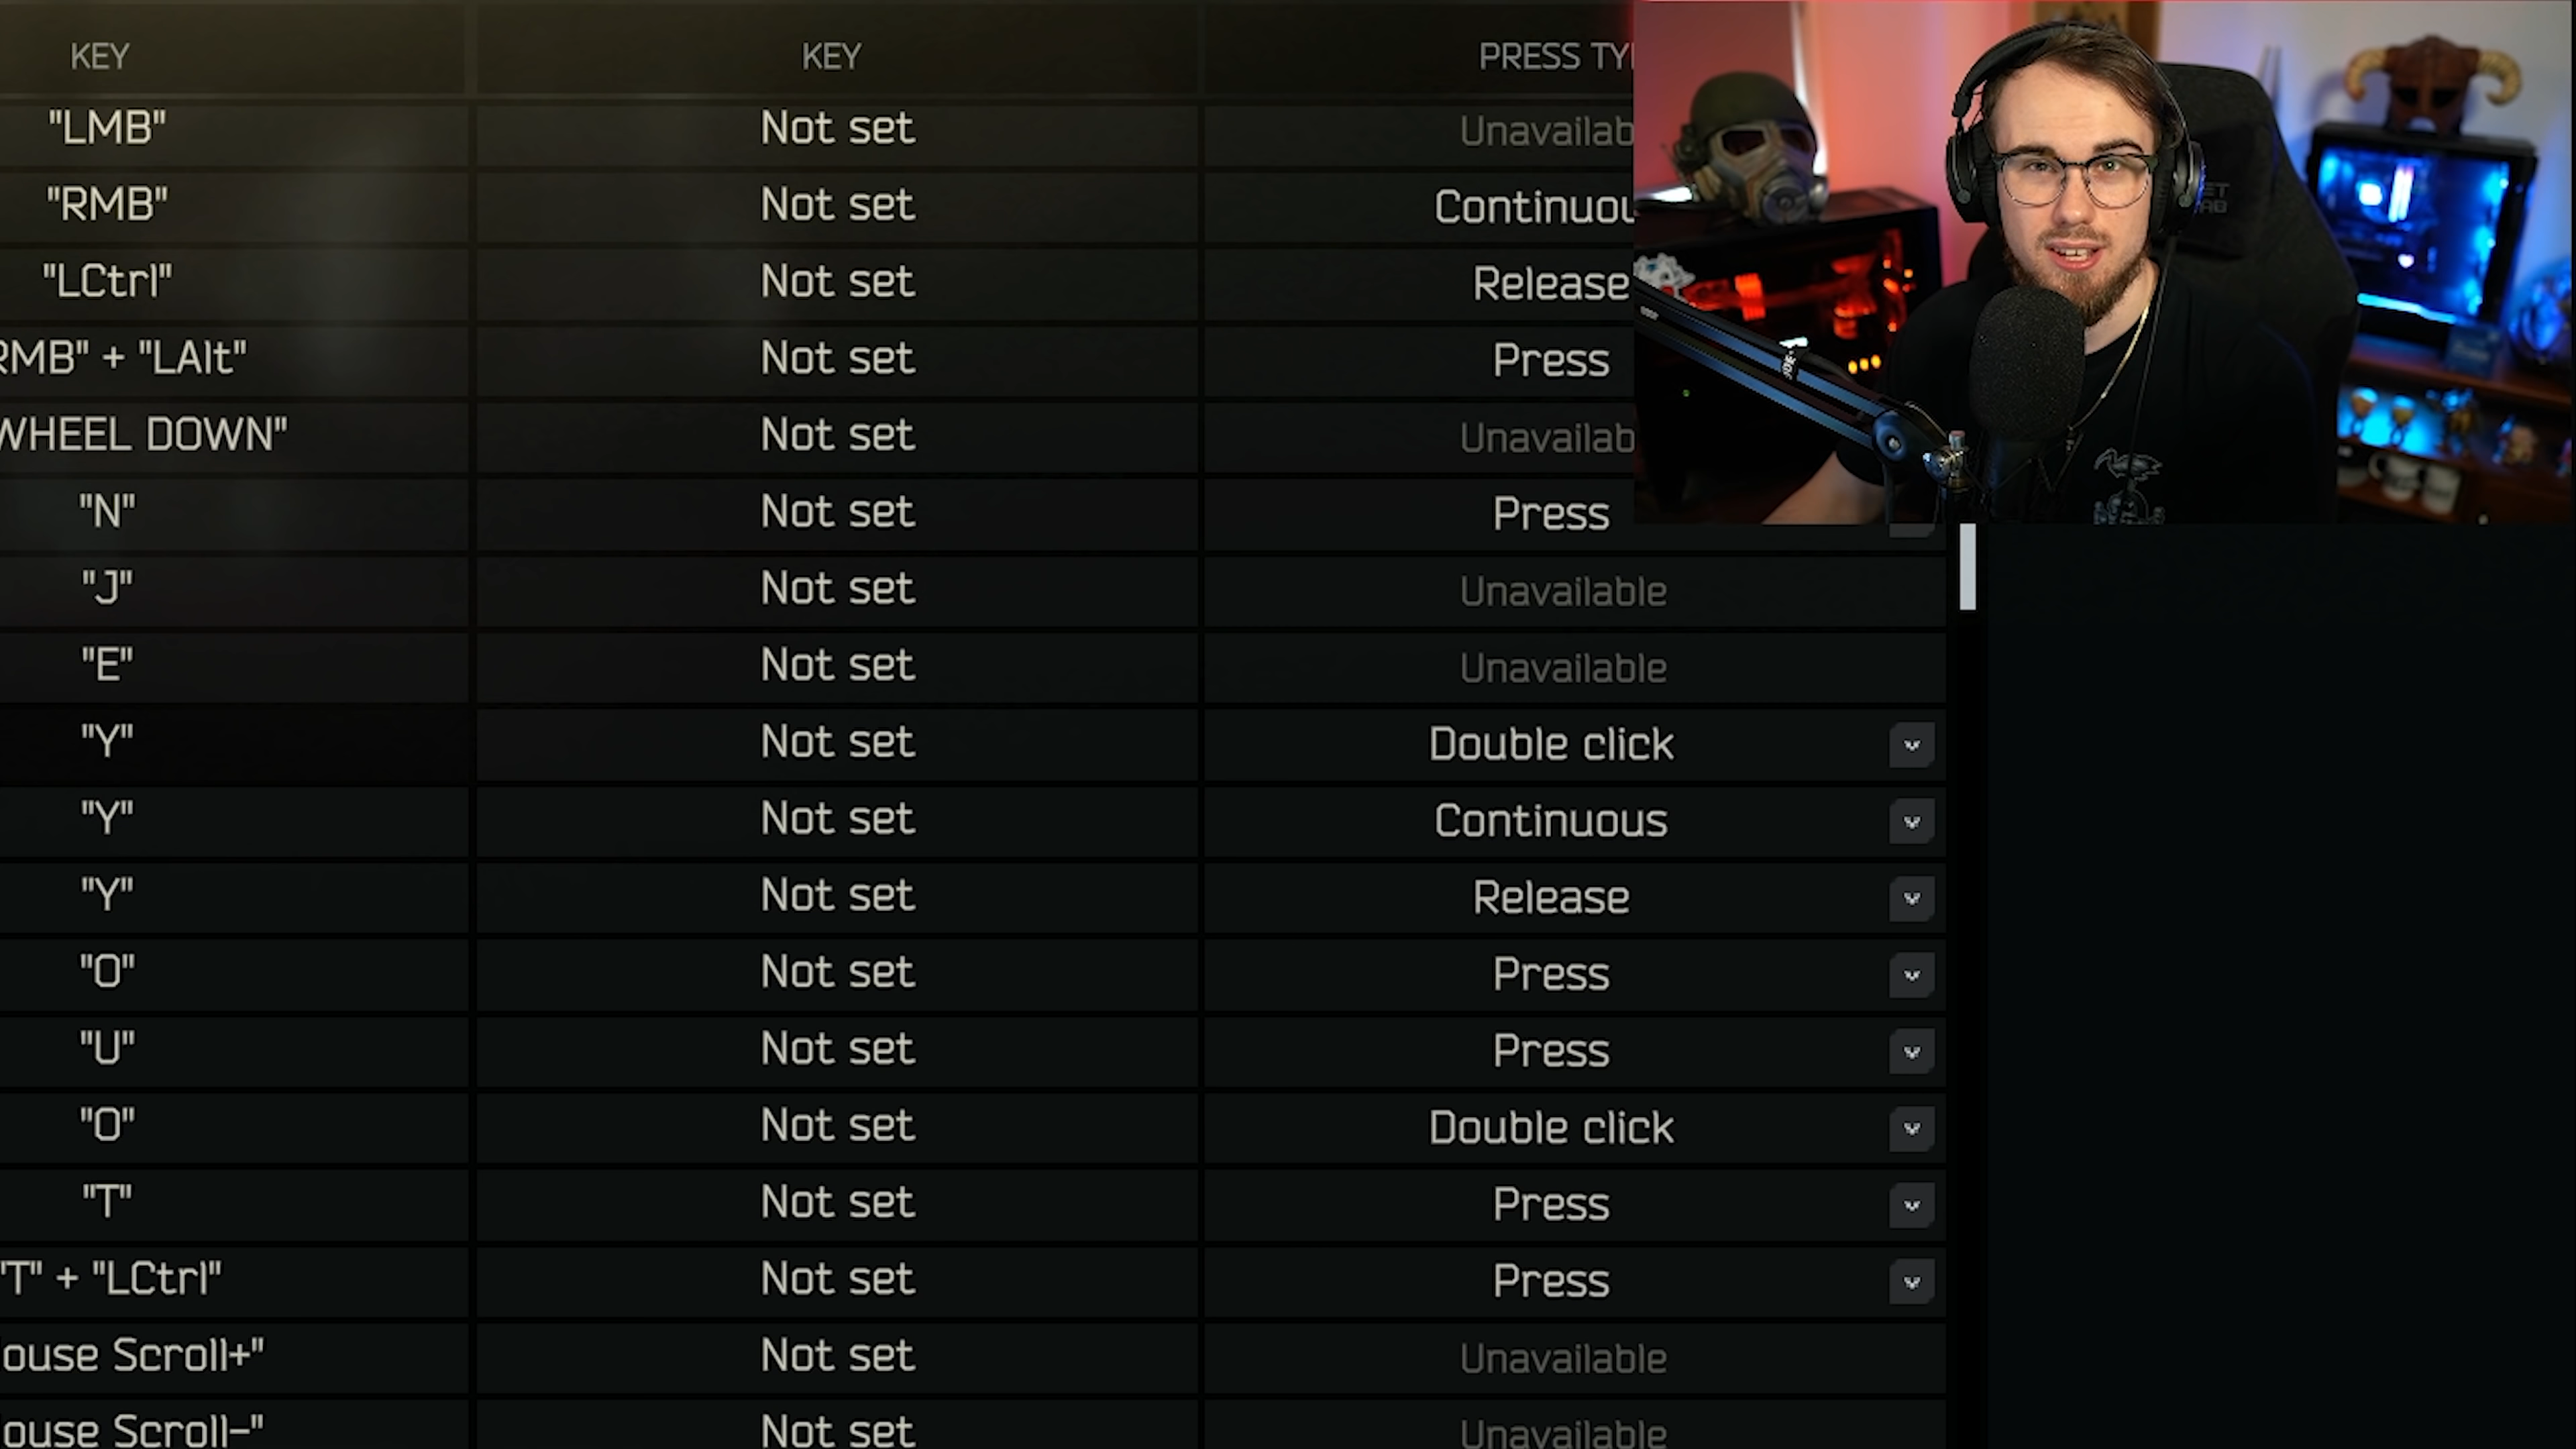 KEY KEY PRESS TY
"LMB" Not set Unavailab
"RMB" Not set Continuou
"LCtrl" Not set Release
RMB" + "LAlt" Not set Press
WHEEL DOWN" Not set Unavailab
"N" Not set Press
"J" Not set Unavailable
"E" Not set Unavailable
"Y" Not set Double click
"Y" Not set Continuous
"Y" Not set Release
"O" Not set Press
"U" Not set Press
"O" Not set Double click
"T" Not set Press
"T" + "LCtrl" Not set Press
ouse Scroll+" Not set Unavailable
ouse Scroll-" Not set Unavailable